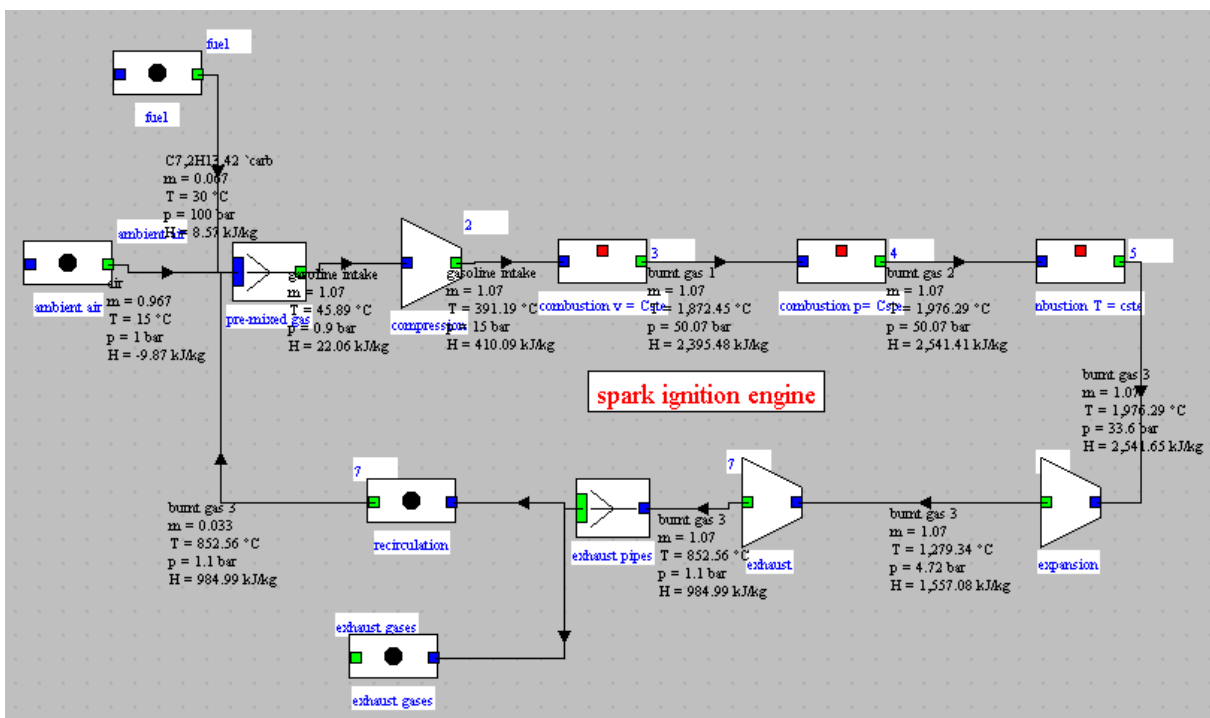 fuel
fuel
C7,2H13,42 `carb
m = 0.067
T = 30 °C
p = 100 bar
H = 8.57 kJ/kg
ambient air
ambient air
air
m = 0.967
T = 15 °C
p = 1 bar
H = -9.87 kJ/kg
pre-mixed gas
gasoline intake
m = 1.07
T = 45.89 °C
p = 0.9 bar
H = 22.06 kJ/kg
2
compression
gasoline intake
m = 1.07
T = 391.19 °C
p = 15 bar
H = 410.09 kJ/kg
3
combustion v = Cste
burnt gas 1
m = 1.07
T = 1,872.45 °C
p = 50.07 bar
H = 2,395.48 kJ/kg
4
combustion p= Cste
burnt gas 2
m = 1.07
T = 1,976.29 °C
p = 50.07 bar
H = 2,541.41 kJ/kg
5
mbustion T = cste
burnt gas 3
m = 1.07
T = 1,976.29 °C
p = 33.6 bar
H = 2,541.65 kJ/kg
spark ignition engine
expansion
burnt gas 3
m = 1.07
T = 1,279.34 °C
p = 4.72 bar
H = 1,557.08 kJ/kg
7
exhaust
burnt gas 3
m = 1.07
T = 852.56 °C
p = 1.1 bar
H = 984.99 kJ/kg
exhaust pipes
7
recirculation
burnt gas 3
m = 0.033
T = 852.56 °C
p = 1.1 bar
H = 984.99 kJ/kg
exhaust gases
exhaust gases